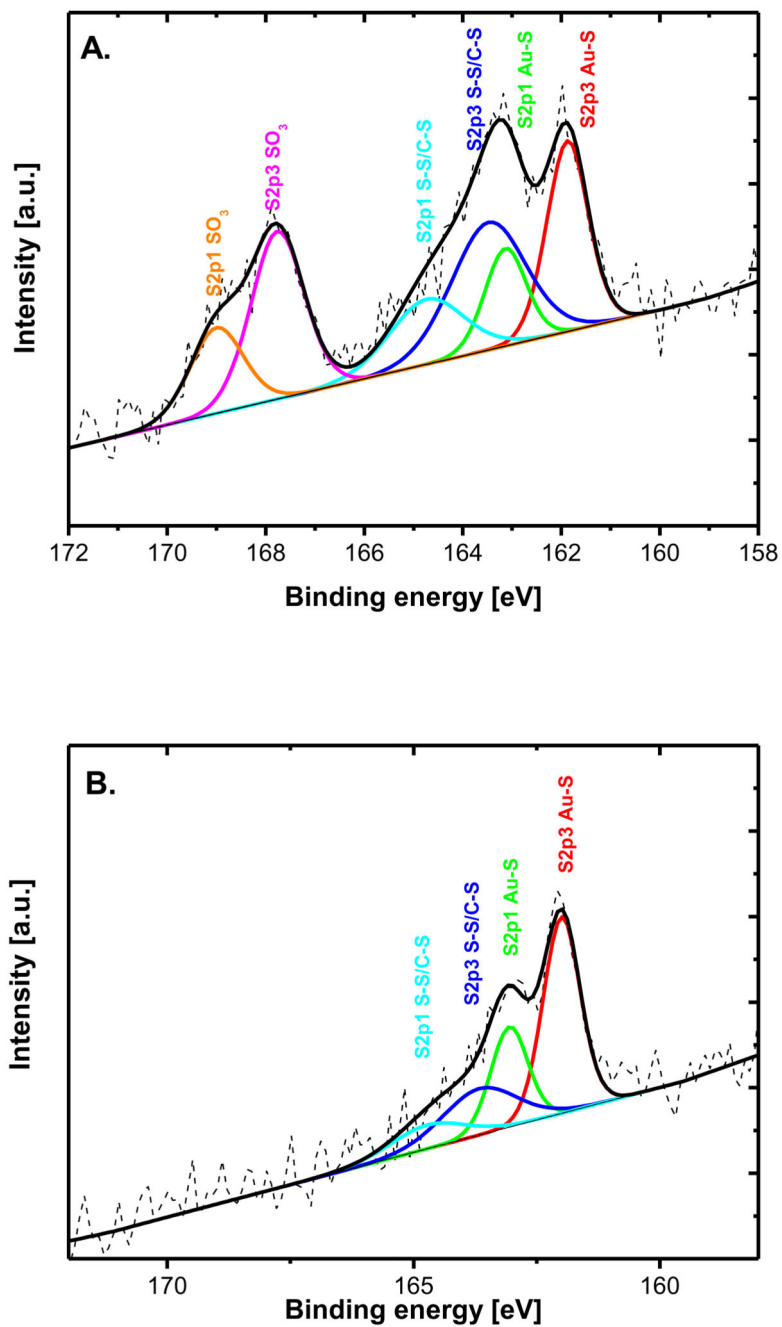 A.
S2p1 SO3
S2p3 SO3
S2p1 S-S/C-S
S2p3 S-S/C-S
S2p1 Au-S
S2p3 Au-S
Intensity [a.u.]
172 170 168 166 164 162 160 158
Binding energy [eV]
B.
S2p1 S-S/C-S
S2p3 S-S/C-S
S2p1 Au-S
S2p3 Au-S
Intensity [a.u.]
170 165 160
Binding energy [eV]